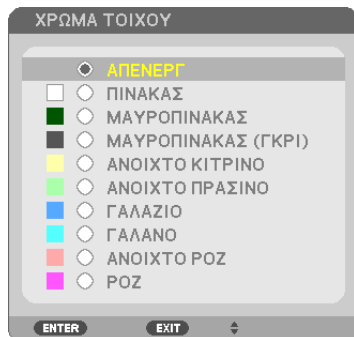 ΧΡΩΜΑ ΤΟΙΧΟΥ
ΑΠΕΝΕΡΓ
ΠΙΝΑΚΑΣ
ΜΑΥΡΟΠΙΝΑΚΑΣ
ΜΑΥΡΟΠΙΝΑΚΑΣ (ΓΚΡΙ)
ΑΝΟΙΧΤΟ ΚΙΤΡΙΝΟ
ΑΝΟΙΧΤΟ ΠΡΑΣΙΝΟ
ΓΑΛΑΖΙΟ
ΓΑΛΑΝΟ
ΑΝΟΙΧΤΟ ΡΟΖ
ΡΟΖ
ENTER EXIT